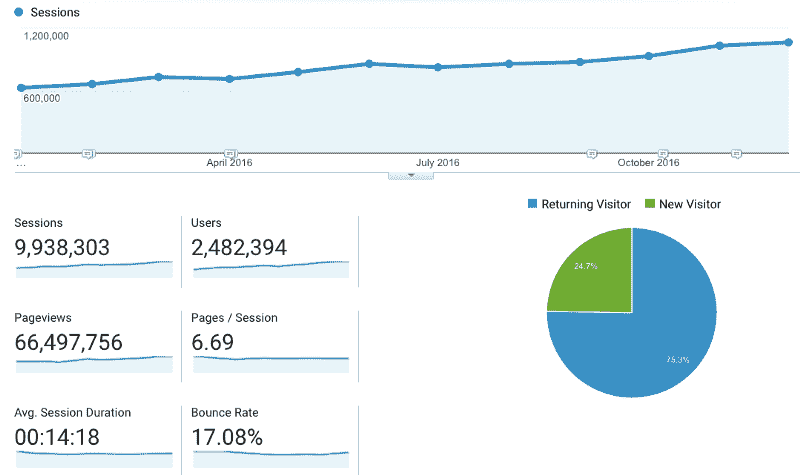 Sessions
1,200,000
600,000
... April 2016 July 2016 October 2016
Returning Visitor New Visitor
Sessions Users
9,938,303 2,482,394
24.7%
Pageviews Pages / Session
66,497,756 6.69
75.3%
Avg. Session Duration Bounce Rate
00:14:18 17.08%